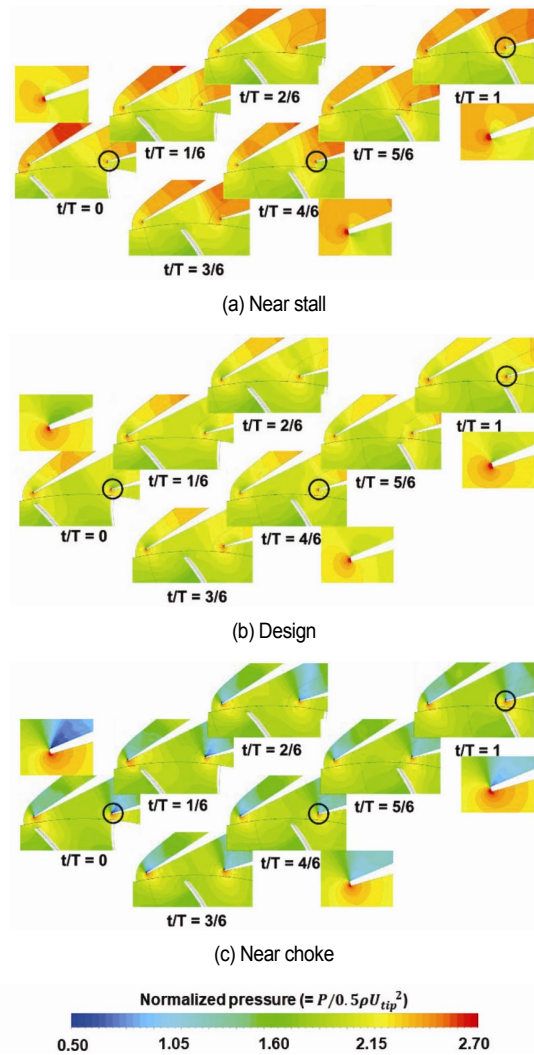 t/T = 2/6
t/T = 1
t/T = 1/6
t/T = 5/6
t/T = 0
t/T = 4/6
t/T = 3/6
(a) Near stall
t/T = 2/6
t/T = 1
t/T = 1/6
t/T = 5/6
t/T = 0
t/T = 4/6
t/T = 3/6
(b) Design
t/T = 2/6
t/T = 1
t/T = 1/6
t/T = 5/6
t/T = 0
t/T = 4/6
t/T = 3/6
(c) Near choke
Normalized pressure (= P/0.5ρU_tip²)
0.50 1.05 1.60 2.15 2.70